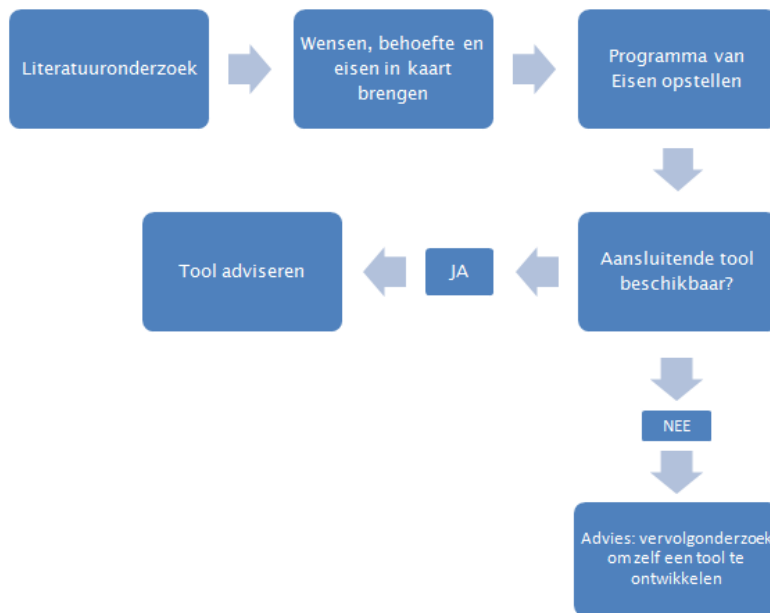 Literatuuronderzoek
Wensen, behoefte en
eisen in kaart
brengen
Programma van
Eisen opstellen
Aansluitende tool
beschikbaar?
JA
Tool adviseren
NEE
Advies: vervolgonderzoek
om zelf een tool te
ontwikkelen